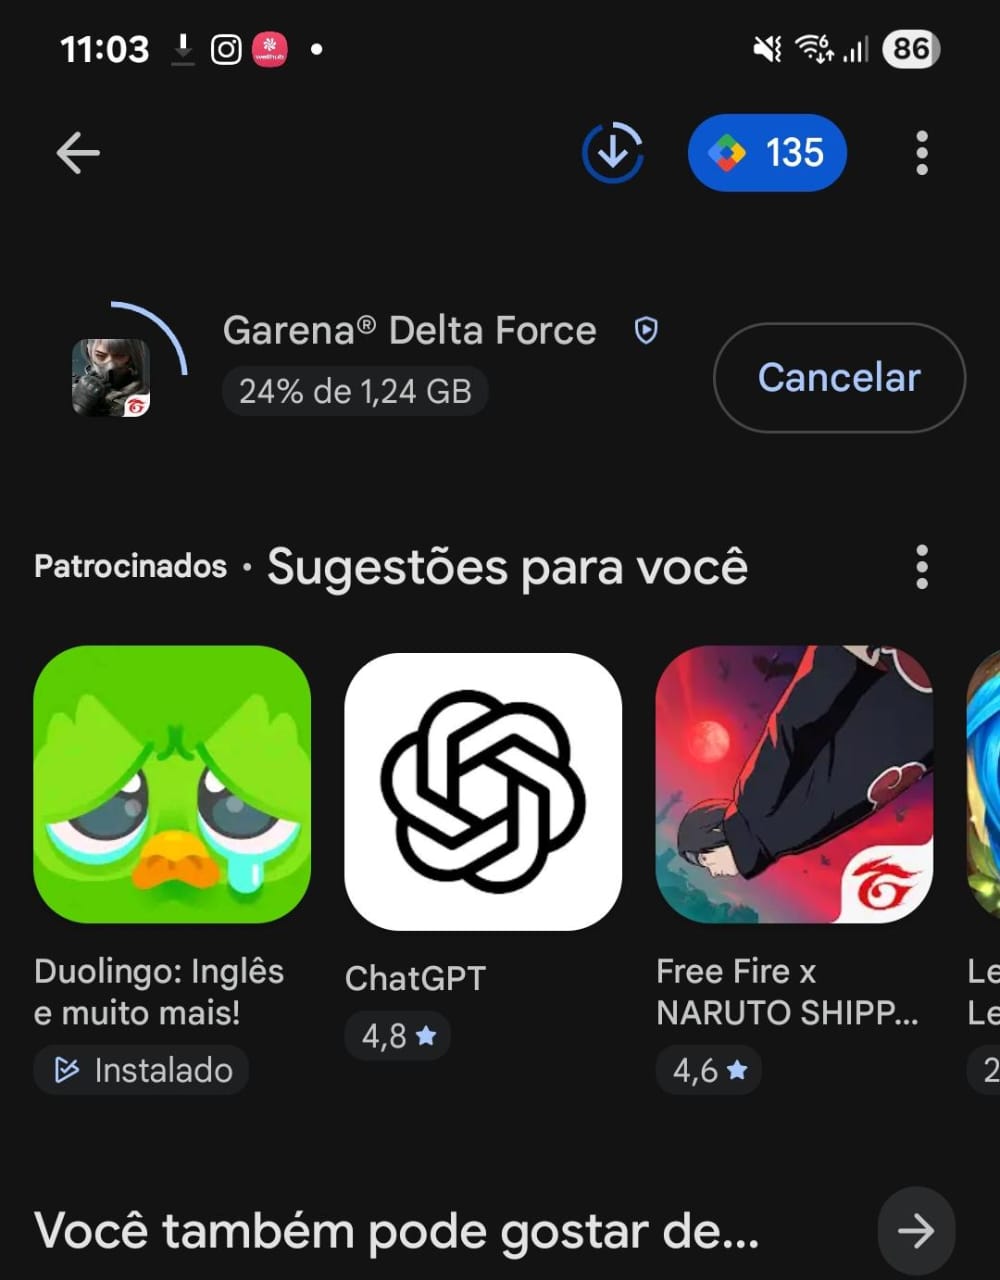 11:03
wellhub
6
86
135
Garena® Delta Force
24% de 1,24 GB
Cancelar
Patrocinados • Sugestões para você
Duolingo: Inglês
e muito mais!
Instalado
ChatGPT
4,8
Free Fire x
NARUTO SHIPP...
4,6
Le
Le
2
Você também pode gostar de...